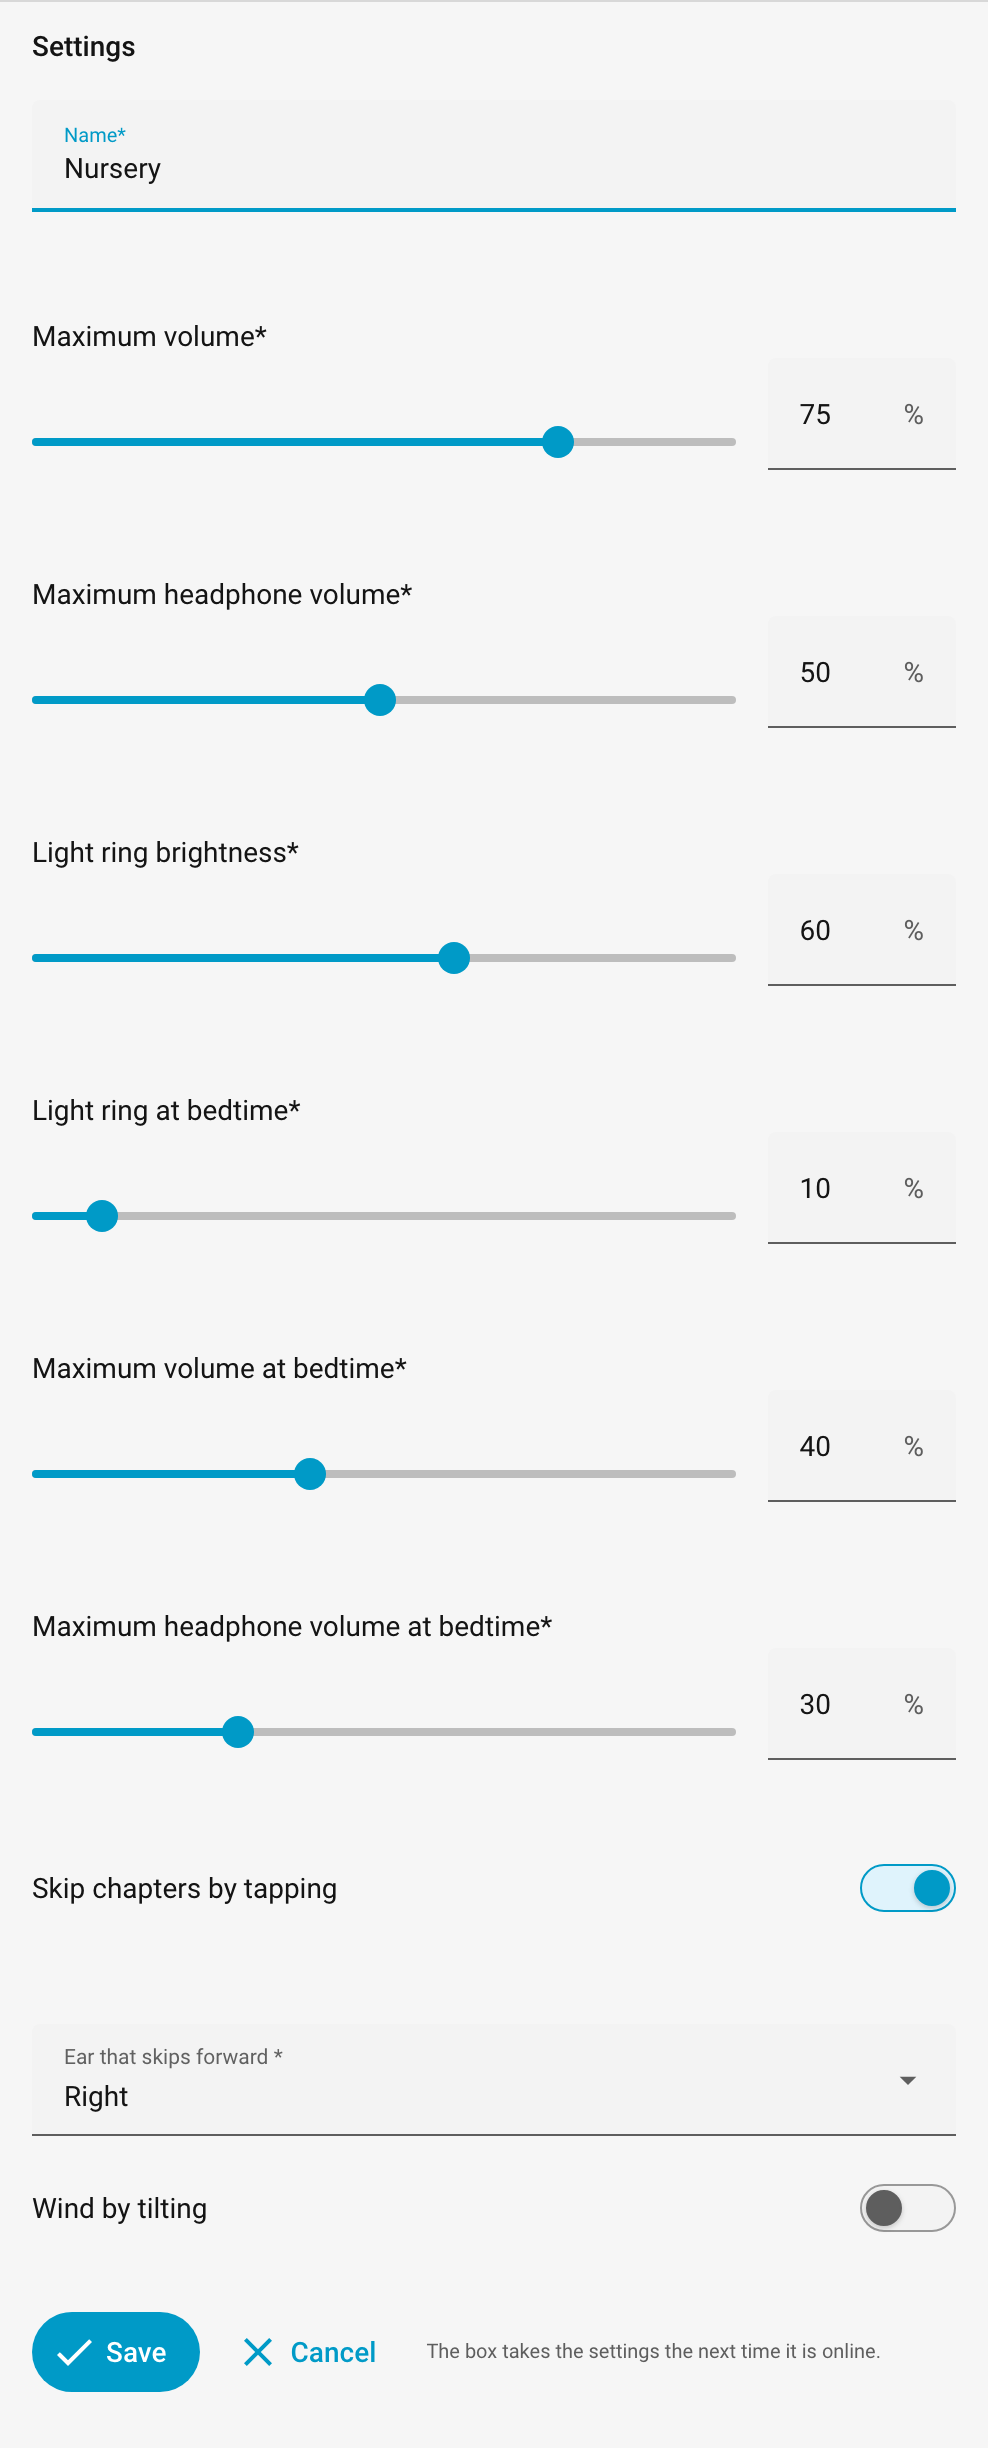 Settings
Name*
Nursery
Maximum volume*
75 %
Maximum headphone volume*
50 %
Light ring brightness*
60 %
Light ring at bedtime*
10 %
Maximum volume at bedtime*
40 %
Maximum headphone volume at bedtime*
30 %
Skip chapters by tapping
Ear that skips forward *
Right
Wind by tilting
Save Cancel The box takes the settings the next time it is online.